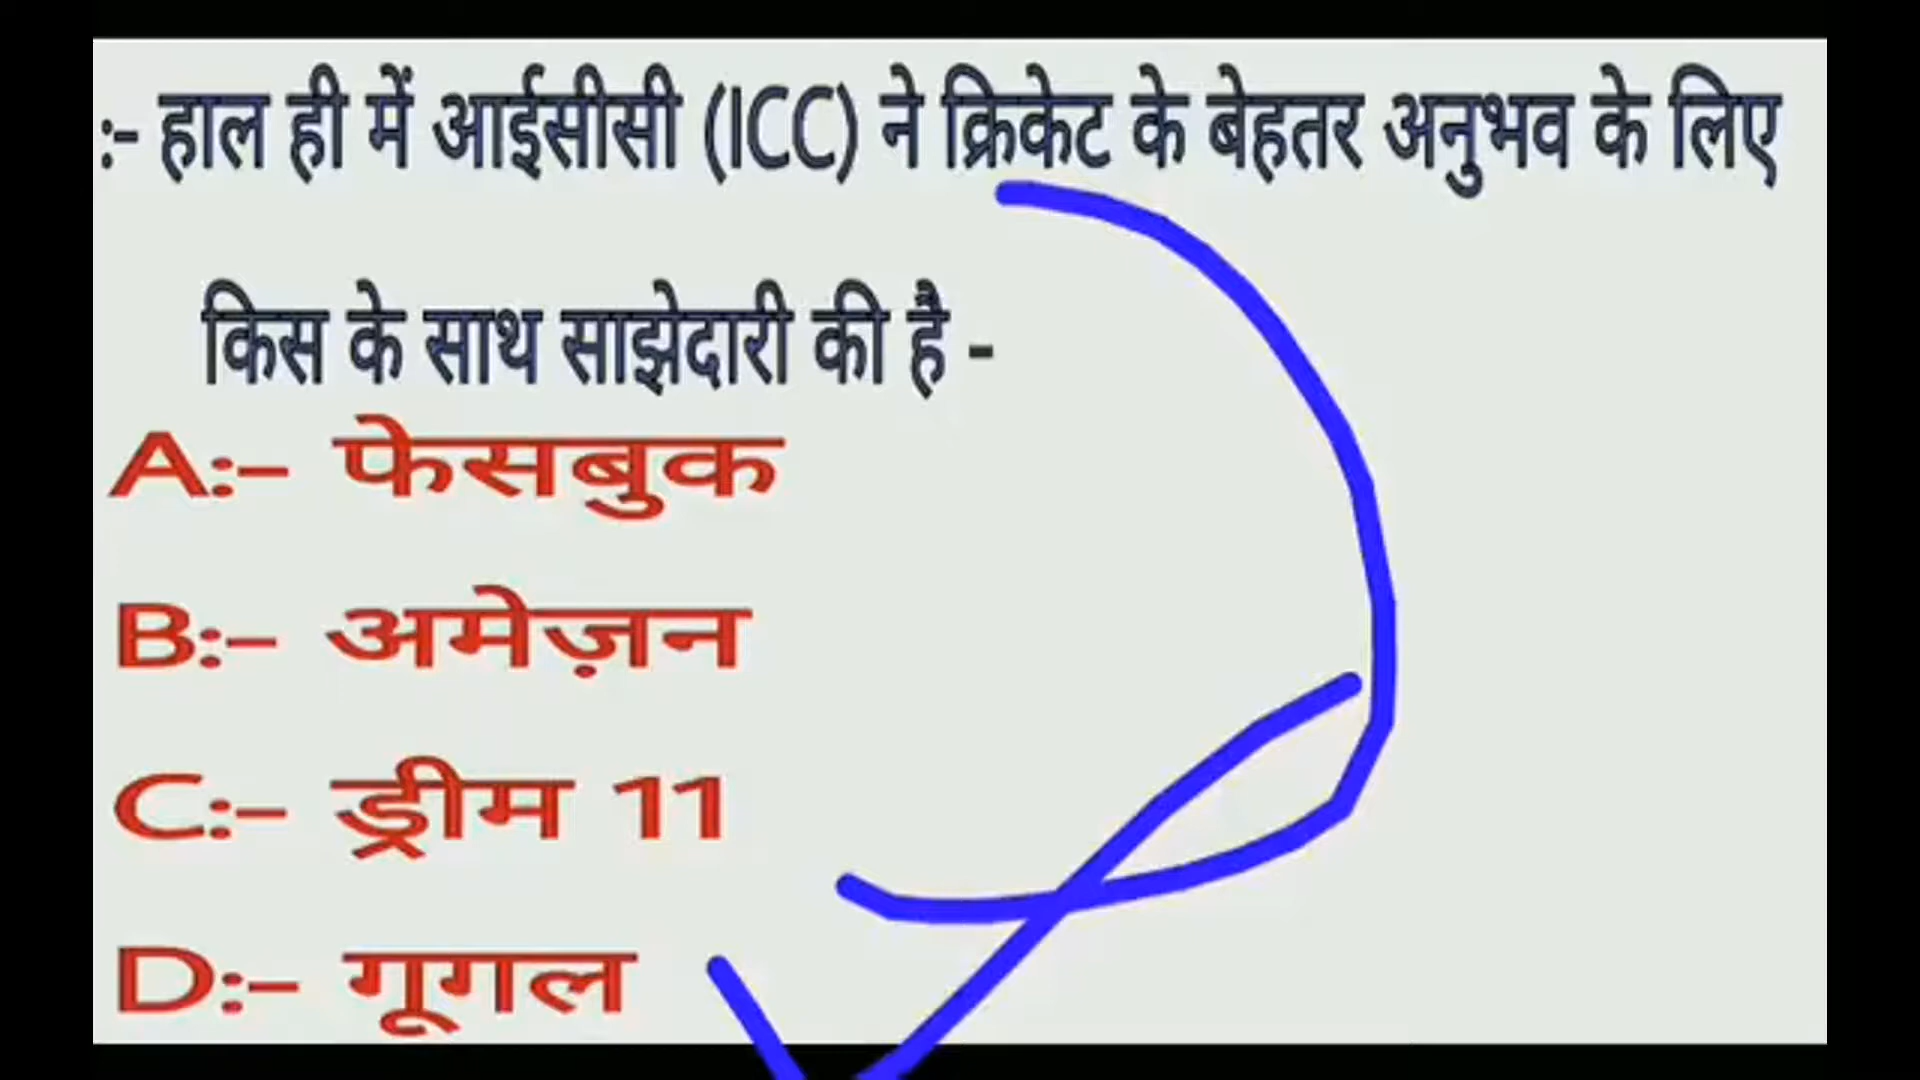 :- हाल ही में आईसीसी (ICC) ने क्रिकेट के बेहतर अनुभव के लिए
किस के साथ साझेदारी की है -
A:– फेसबुक
B:– अमेज़न
C:– ड्रीम 11
D:– गूगल